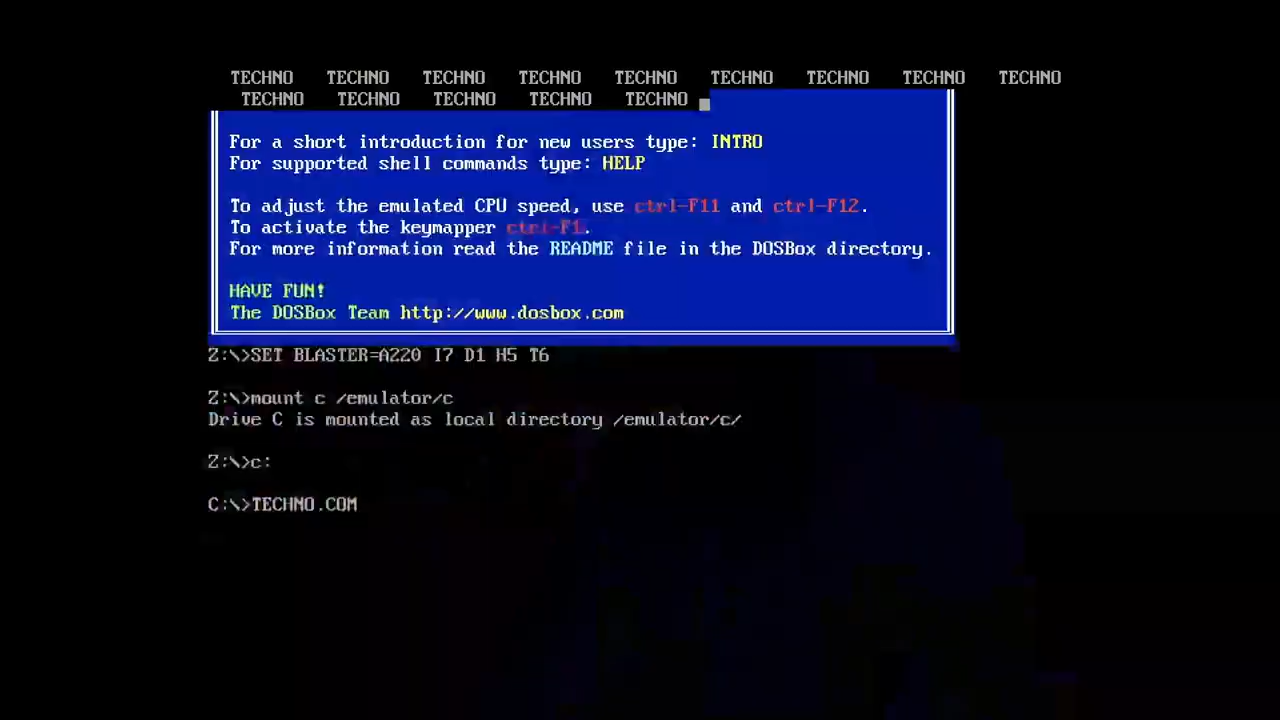 TECHNO TECHNO TECHNO TECHNO TECHNO TECHNO TECHNO TECHNO TECHNO
TECHNO TECHNO TECHNO TECHNO TECHNO
For a short introduction for new users type: INTRO
For supported shell commands type: HELP
To adjust the emulated CPU speed, use ctrl-F11 and ctrl-F12.
To activate the keymapper ctrl-F1.
For more information read the README file in the DOSBox directory.
HAVE FUN!
The DOSBox Team http://www.dosbox.com
Z:\>SET BLASTER=A220 I7 D1 H5 T6
Z:\>mount c /emulator/c
Drive C is mounted as local directory /emulator/c/
Z:\>c:
C:\>TECHNO.COM